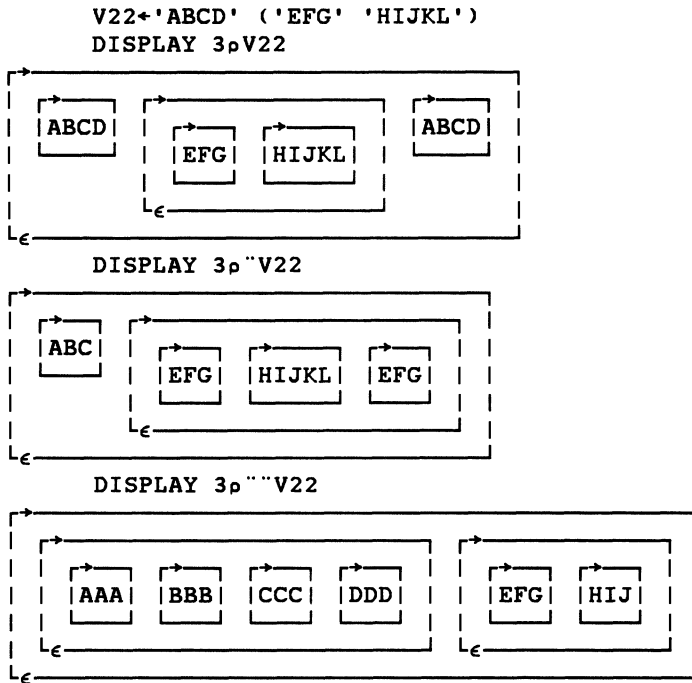 V22←'ABCD' ('EFG' 'HIJKL')
DISPLAY 3⍴V22
ABCD EFG HIJKL ABCD
DISPLAY 3⍴¨V22
ABC EFG HIJKL EFG
DISPLAY 3⍴¨¨V22
AAA BBB CCC DDD EFG HIJ